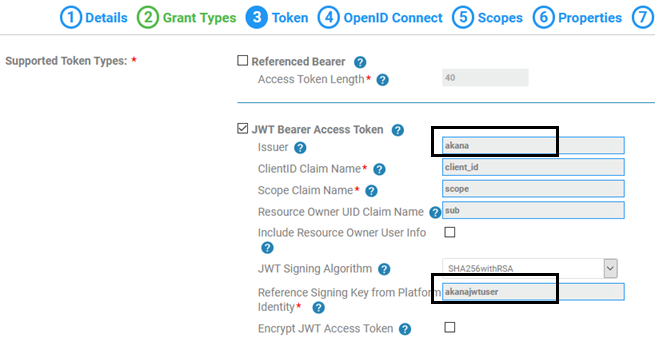 1 Details 2 Grant Types 3 Token 4 OpenID Connect 5 Scopes 6 Properties 7
Supported Token Types: * Referenced Bearer ?
Access Token Length* ? 40
JWT Bearer Access Token ?
Issuer ? akana
ClientID Claim Name* ? client_id
Scope Claim Name* ? scope
Resource Owner UID Claim Name ? sub
Include Resource Owner User Info
?
JWT Signing Algorithm ? SHA256withRSA
Reference Signing Key from Platform akanajwtuser
Identity* ?
Encrypt JWT Access Token ?